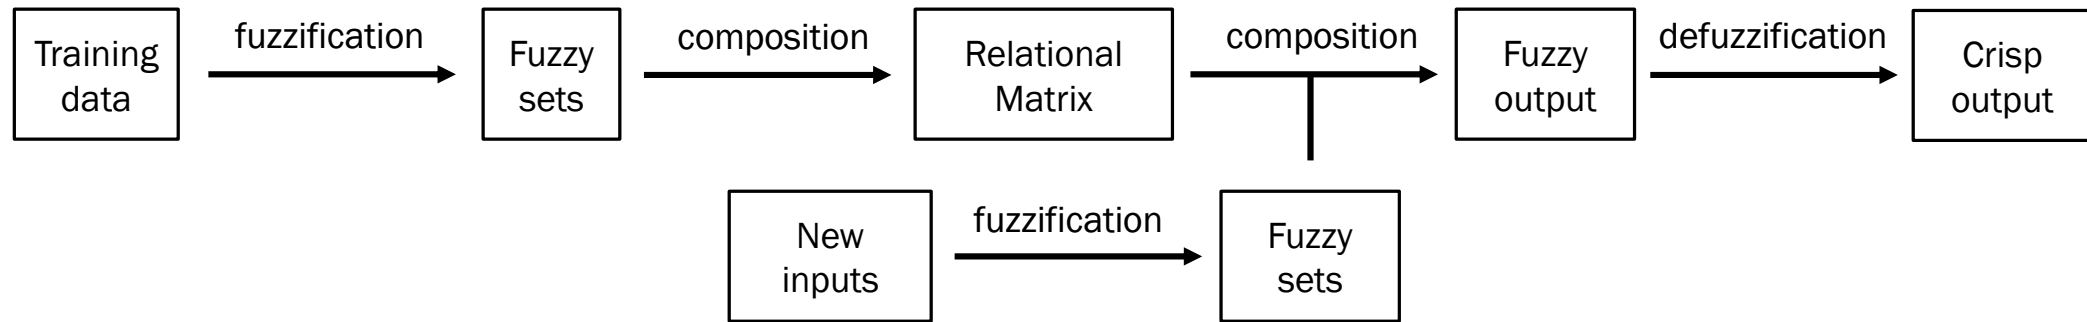 Training
data
fuzzification
Fuzzy
sets
composition
Relational
Matrix
composition
Fuzzy
output
defuzzification
Crisp
output
New
inputs
fuzzification
Fuzzy
sets